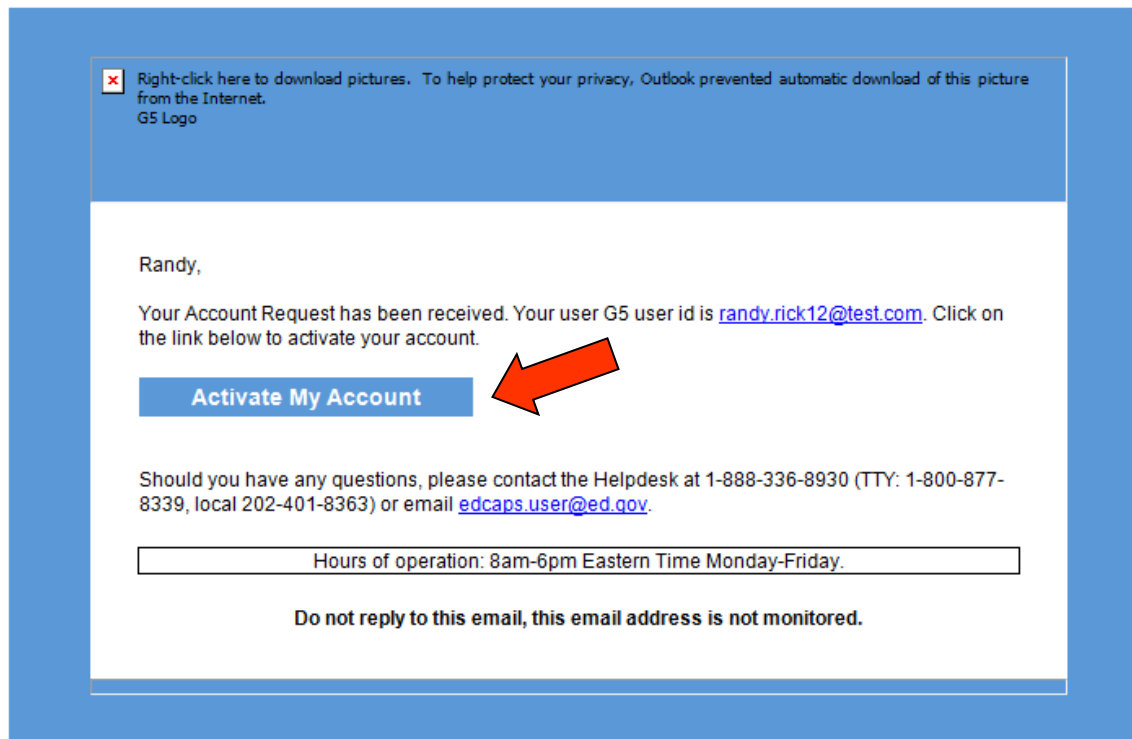 Right-click here to download pictures.  To help protect your privacy, Outlook prevented automatic download of this picture
from the Internet.
G5 Logo
Randy,
Your Account Request has been received. Your user G5 user id is randy.rick12@test.com. Click on
the link below to activate your account.
Activate My Account
Should you have any questions, please contact the Helpdesk at 1-888-336-8930 (TTY: 1-800-877-
8339, local 202-401-8363) or email edcaps.user@ed.gov.
Hours of operation: 8am-6pm Eastern Time Monday-Friday.
Do not reply to this email, this email address is not monitored.